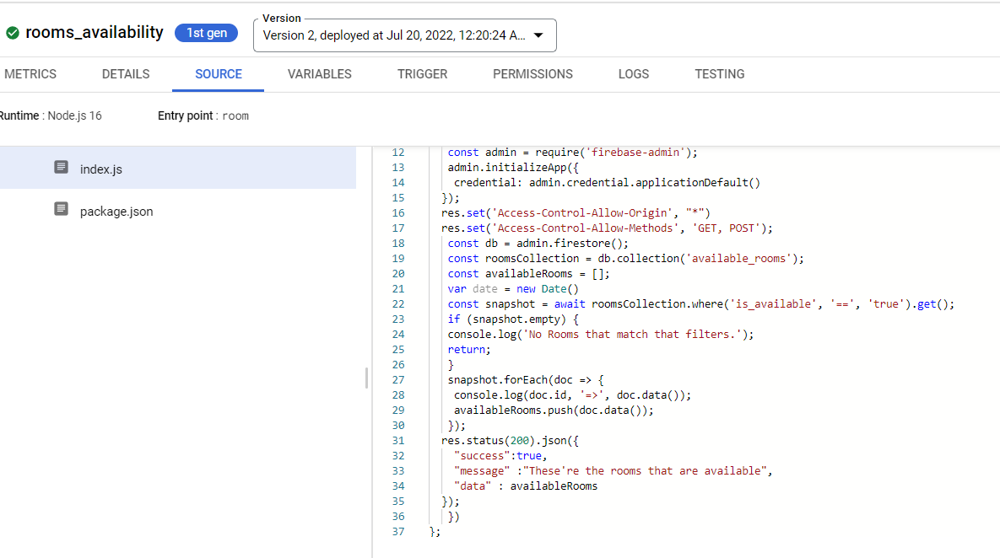 rooms_availability
1st gen
Version
Version 2, deployed at Jul 20, 2022, 12:20:24 A...
METRICS DETAILS SOURCE VARIABLES TRIGGER PERMISSIONS LOGS TESTING
Runtime : Node.js 16 Entry point : room
index.js
package.json
12 const admin = require('firebase-admin');
13 admin.initializeApp({
14 credential: admin.credential.applicationDefault()
15 });
16 res.set('Access-Control-Allow-Origin', "*")
17 res.set('Access-Control-Allow-Methods', 'GET, POST');
18 const db = admin.firestore();
19 const roomsCollection = db.collection('available_rooms');
20 const availableRooms = [];
21 var date = new Date()
22 const snapshot = await roomsCollection.where('is_available', '==', 'true').get();
23 if (snapshot.empty) {
24 console.log('No Rooms that match that filters.');
25 return;
26 }
27 snapshot.forEach(doc => {
28 console.log(doc.id, '=>', doc.data());
29 availableRooms.push(doc.data());
30 });
31 res.status(200).json({
32 "success":true,
33 "message" :"These're the rooms that are available",
34 "data" : availableRooms
35 });
36 })
37 };